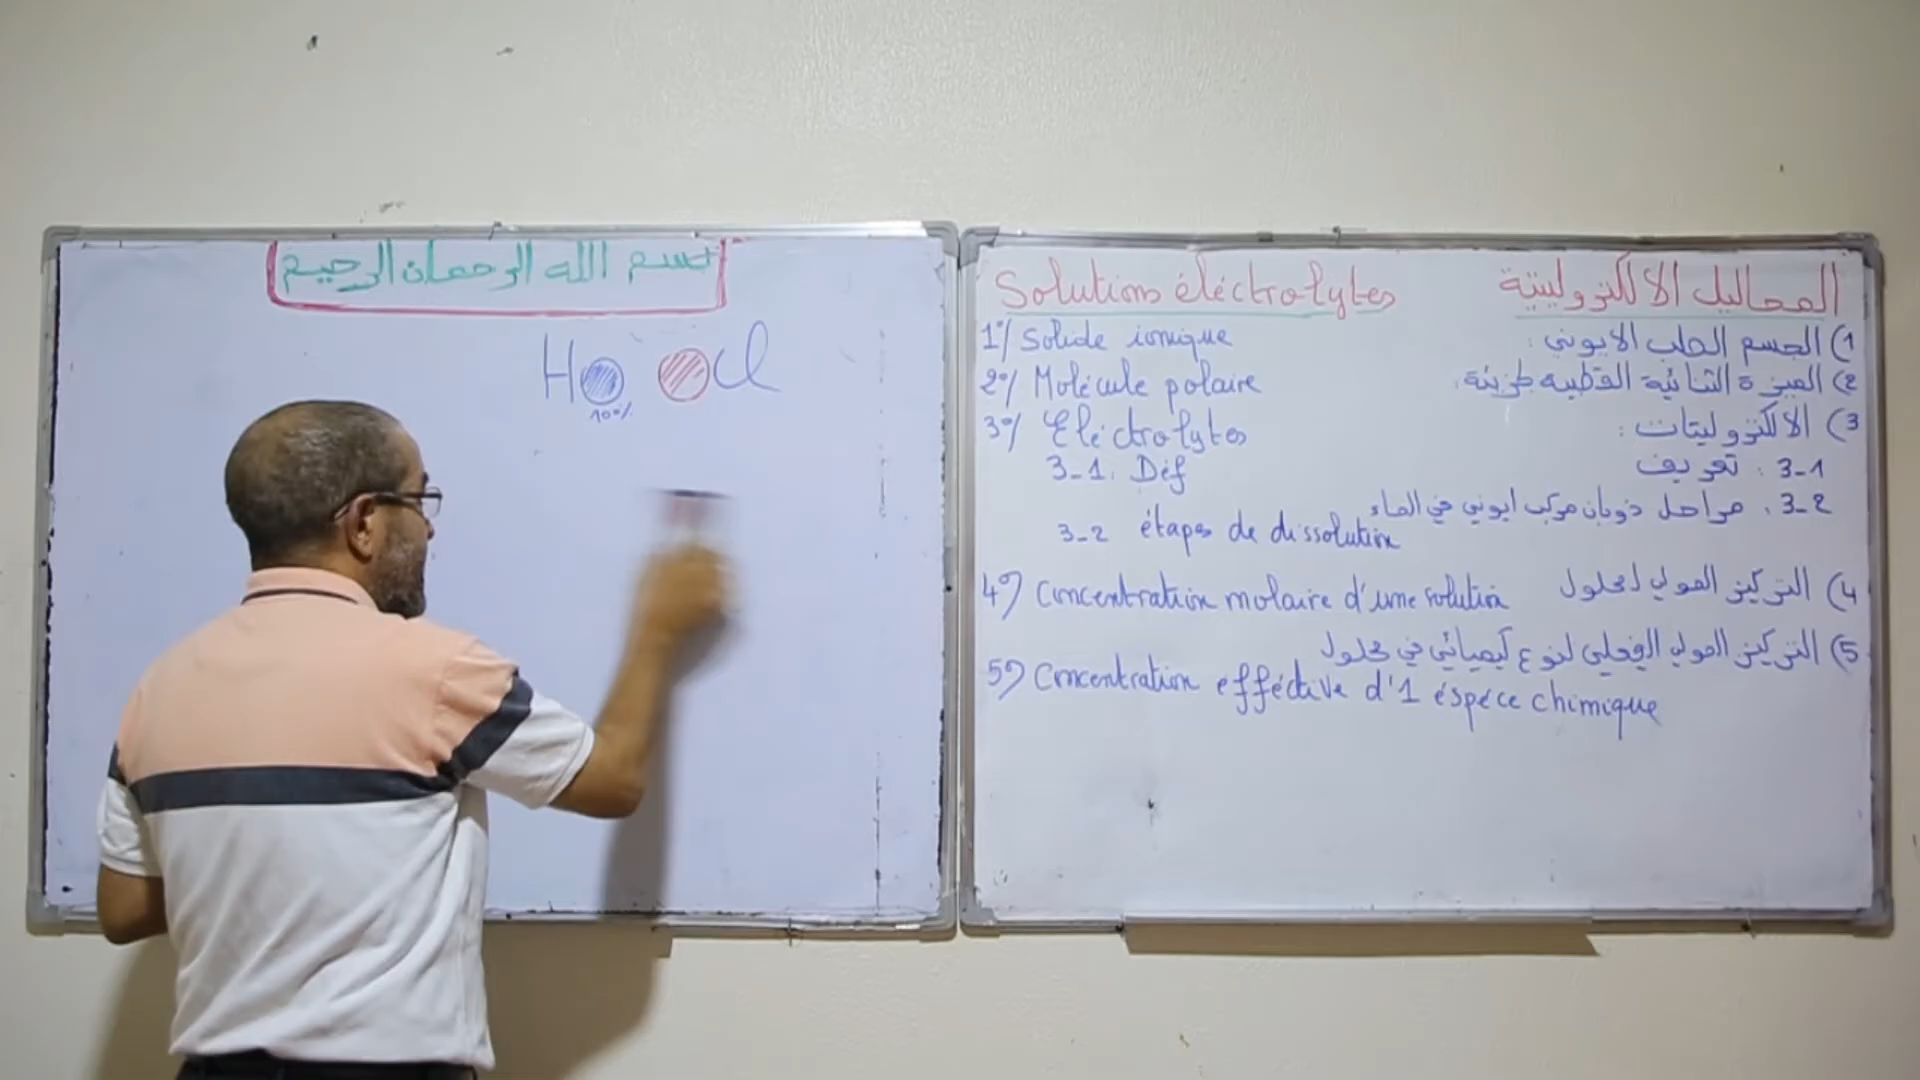 بسم الله الرحمان الرحيم
H Cl
10%
Solutions éléctrolytes
1°/ Solide ionique
2°/ Molécule polaire
3°/ Eléctrolytes
3-1. Déf
3-2 étapes de dissolution
4°) Concentration molaire d'une solution
5°) Concentration efféctive d'1 éspéce chimique
المحاليل الالكتروليتية
1) الجسم الصلب الايوني :
2) الميزة الثنائية القطبية لجزيئة :
3) الالكتروليتات :
3-1 . تعريف
3-2 . مراحل ذوبان مركب ايوني في الماء
4) التركيز المولي لمحلول
5) التركيز المولي الفعلي لنوع كيميائي في محلول